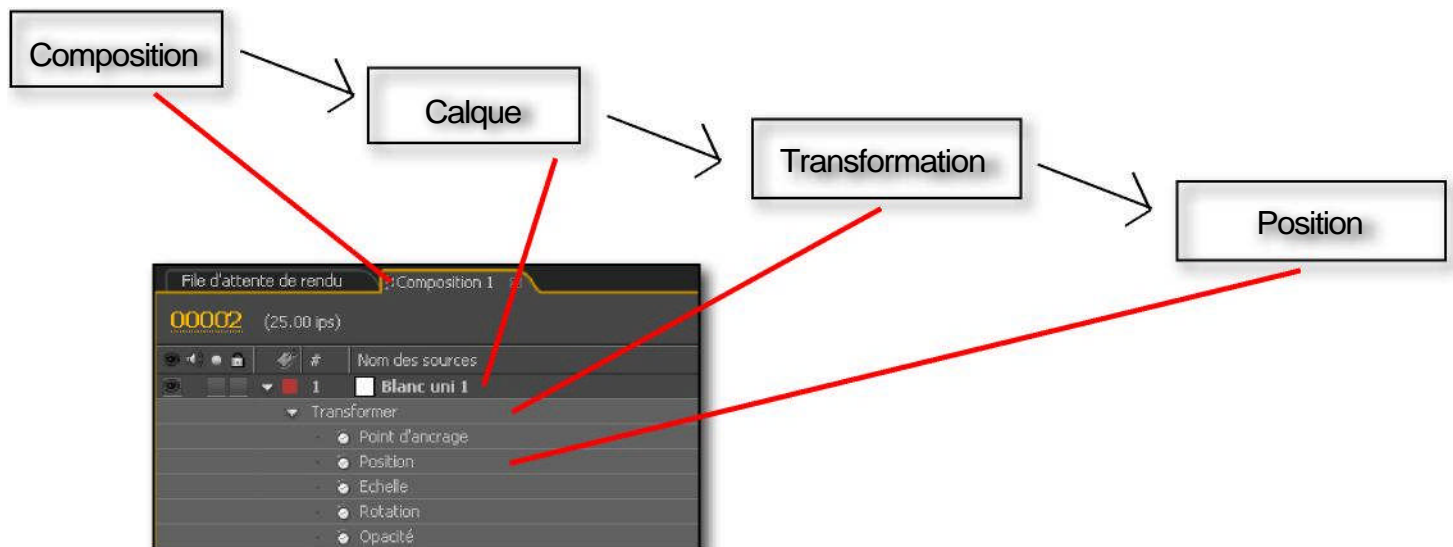 Composition
Calque
Transformation
Position
File d'attente de rendu
Composition 1
00002 (25.00 ips)
# Nom des sources
1 Blanc uni 1
Transformer
Point d'ancrage
Position
Echelle
Rotation
Opacité